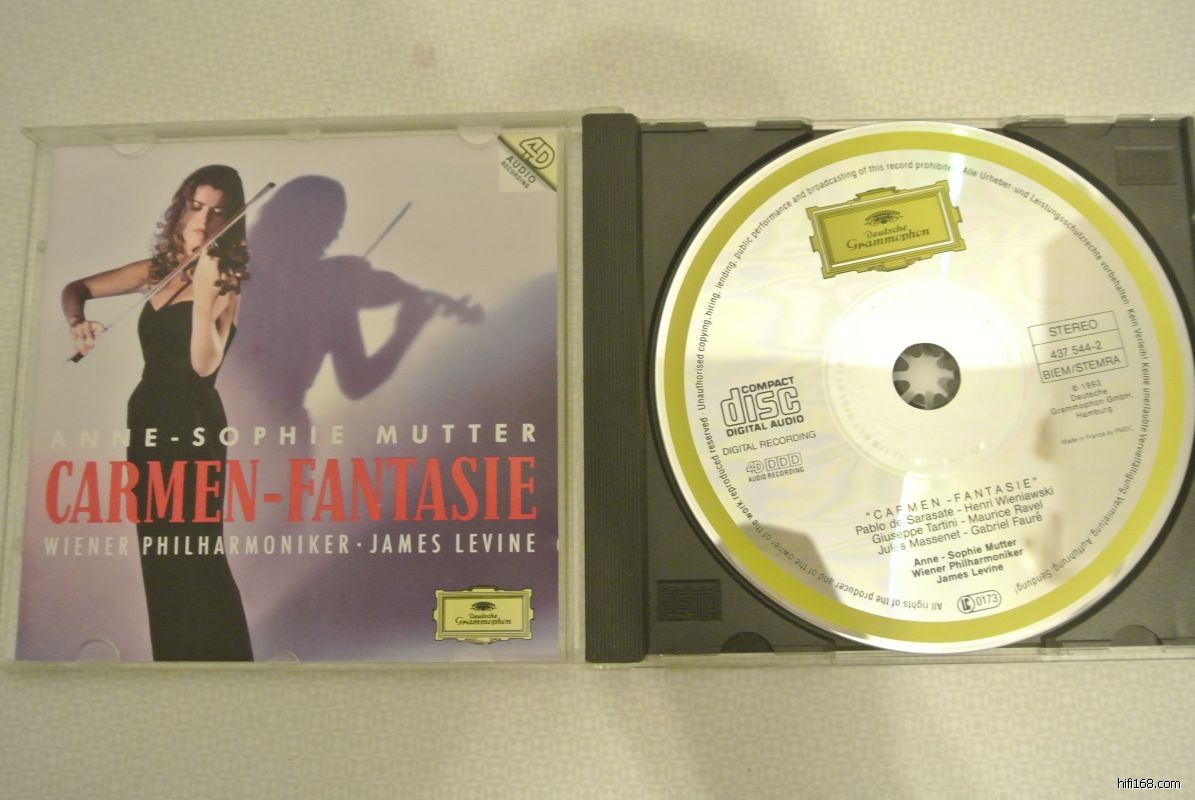 4D
AUDIO
RECORDING
ANNE-SOPHIE MUTTER
CARMEN-FANTASIE
WIENER PHILHARMONIKER · JAMES LEVINE
Deutsche
Grammophon
Alle Urheber- und Leistungsschutzrechte vorbehalten. Kein Verleih! Keine unerlaubte Vervielfältigung, Vermietung, Aufführung, Sendung!
All rights of the producer and of the owner of the work reproduced reserved · Unauthorised copying, hiring, lending, public performance and broadcasting of this record prohibite
Deutsche
Grammophon
STEREO
437 544-2
BIEM/STEMRA
℗ 1993
Deutsche
Grammophon GmbH,
Hamburg
Made in France by PMDC
COMPACT
disc
DIGITAL AUDIO
DIGITAL RECORDING
4D DDD
AUDIO RECORDING
"CARMEN-FANTASIE"
Pablo de Sarasate - Henri Wieniawski
Giuseppe Tartini - Maurice Ravel
Jules Massenet - Gabriel Fauré
Anne - Sophie Mutter
Wiener Philharmoniker
James Levine
LC 0173
hifi168.com